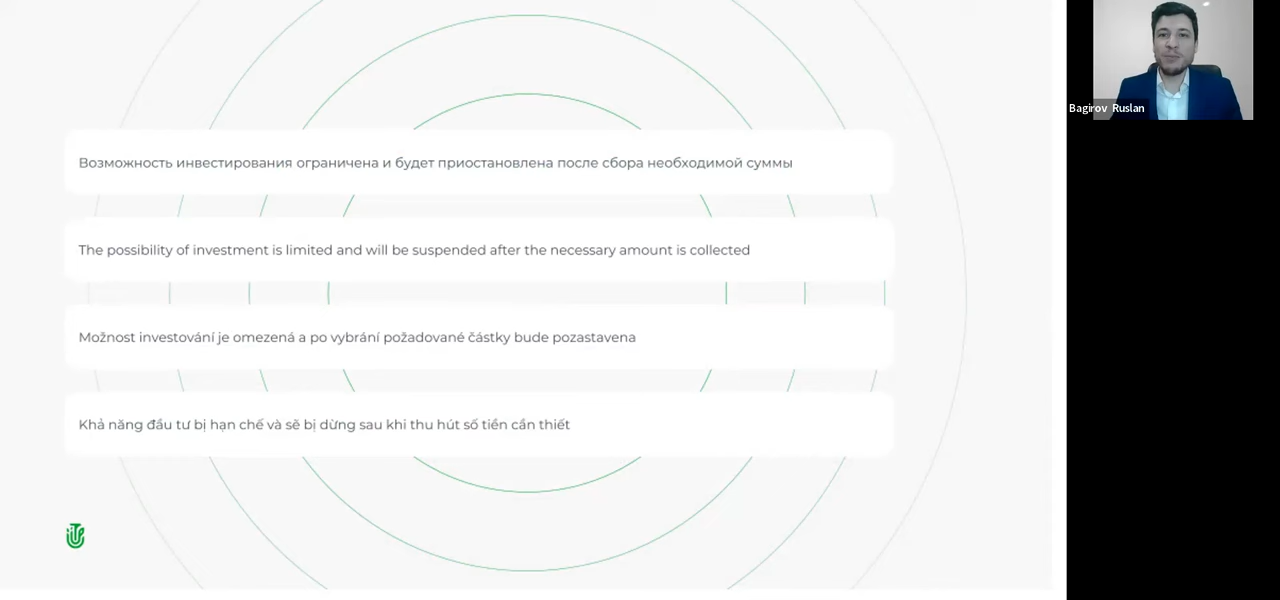 Возможность инвестирования ограничена и будет приостановлена после сбора необходимой суммы
The possibility of investment is limited and will be suspended after the necessary amount is collected
Možnost investování je omezená a po vybrání požadované částky bude pozastavena
Khả năng đầu tư bị hạn chế và sẽ bị dừng sau khi thu hút số tiền cần thiết
Bagirov Ruslan